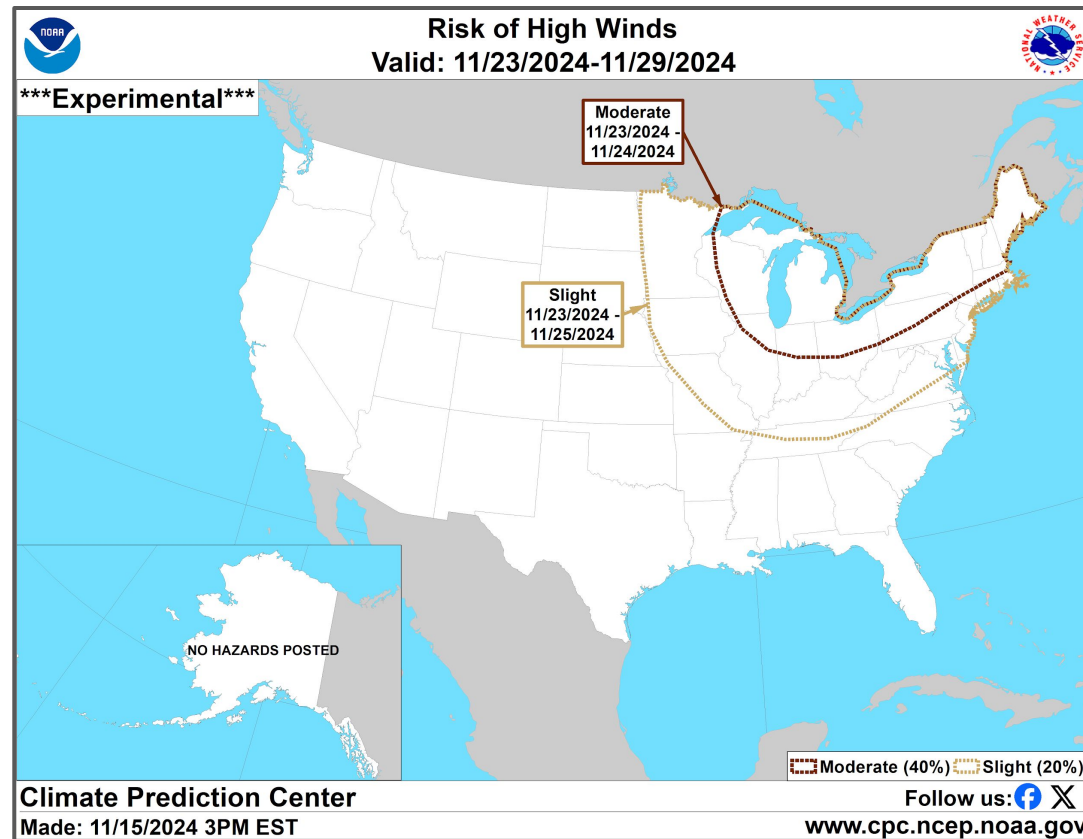 NOAA
Risk of High Winds
Valid: 11/23/2024-11/29/2024
NATIONAL WEATHER SERVICE
***Experimental***
Moderate
11/23/2024 -
11/24/2024
Slight
11/23/2024 -
11/25/2024
NO HAZARDS POSTED
Moderate (40%) Slight (20%)
Climate Prediction Center
Follow us:
Made: 11/15/2024 3PM EST
www.cpc.ncep.noaa.gov